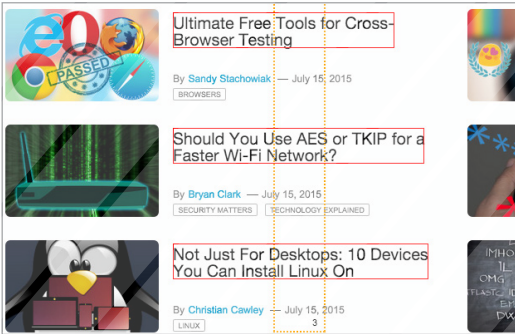 PASSED
Ultimate Free Tools for Cross-
Browser Testing
By Sandy Stachowiak — July 15, 2015
BROWSERS
Should You Use AES or TKIP for a
Faster Wi-Fi Network?
By Bryan Clark — July 15, 2015
SECURITY MATTERS TECHNOLOGY EXPLAINED
Not Just For Desktops: 10 Devices
You Can Install Linux On
By Christian Cawley — July 15, 2015
LINUX
3
IMHO
OMG